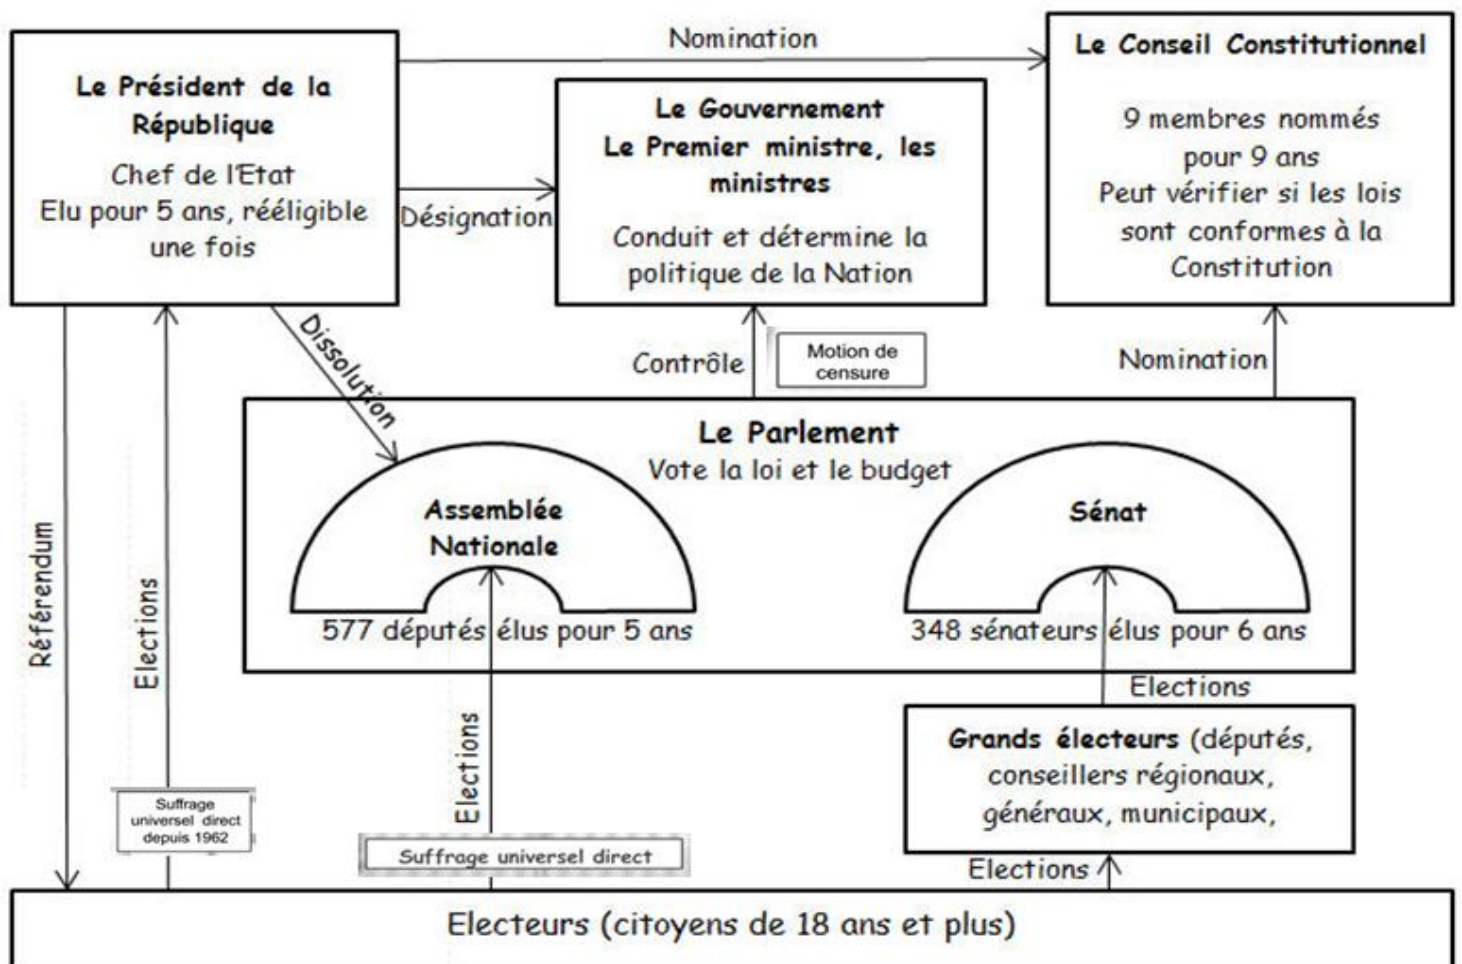 Nomination
Le Président de la
République
Chef de l'Etat
Elu pour 5 ans, rééligible
une fois
Désignation
Le Gouvernement
Le Premier ministre, les
ministres
Conduit et détermine la
politique de la Nation
Le Conseil Constitutionnel
9 membres nommés
pour 9 ans
Peut vérifier si les lois
sont conformes à la
Constitution
Dissolution
Contrôle
Motion de
censure
Nomination
Le Parlement
Vote la loi et le budget
Assemblée
Nationale
577 députés élus pour 5 ans
Sénat
348 sénateurs élus pour 6 ans
Référendum
Elections
Suffrage
universel direct
depuis 1962
Elections
Suffrage universel direct
Elections
Grands électeurs (députés,
conseillers régionaux,
généraux, municipaux,
Elections
Electeurs (citoyens de 18 ans et plus)